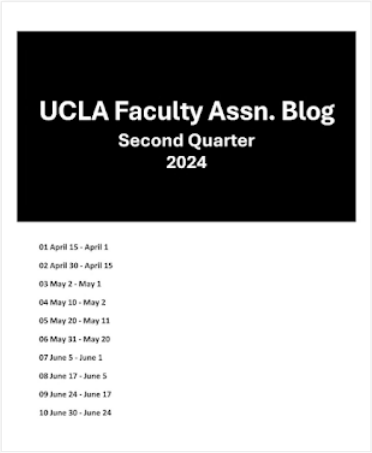 UCLA Faculty Assn. Blog
Second Quarter
2024
01 April 15 - April 1
02 April 30 - April 15
03 May 2 - May 1
04 May 10 - May 2
05 May 20 - May 11
06 May 31 - May 20
07 June 5 - June 1
08 June 17 - June 5
09 June 24 - June 17
10 June 30 - June 24